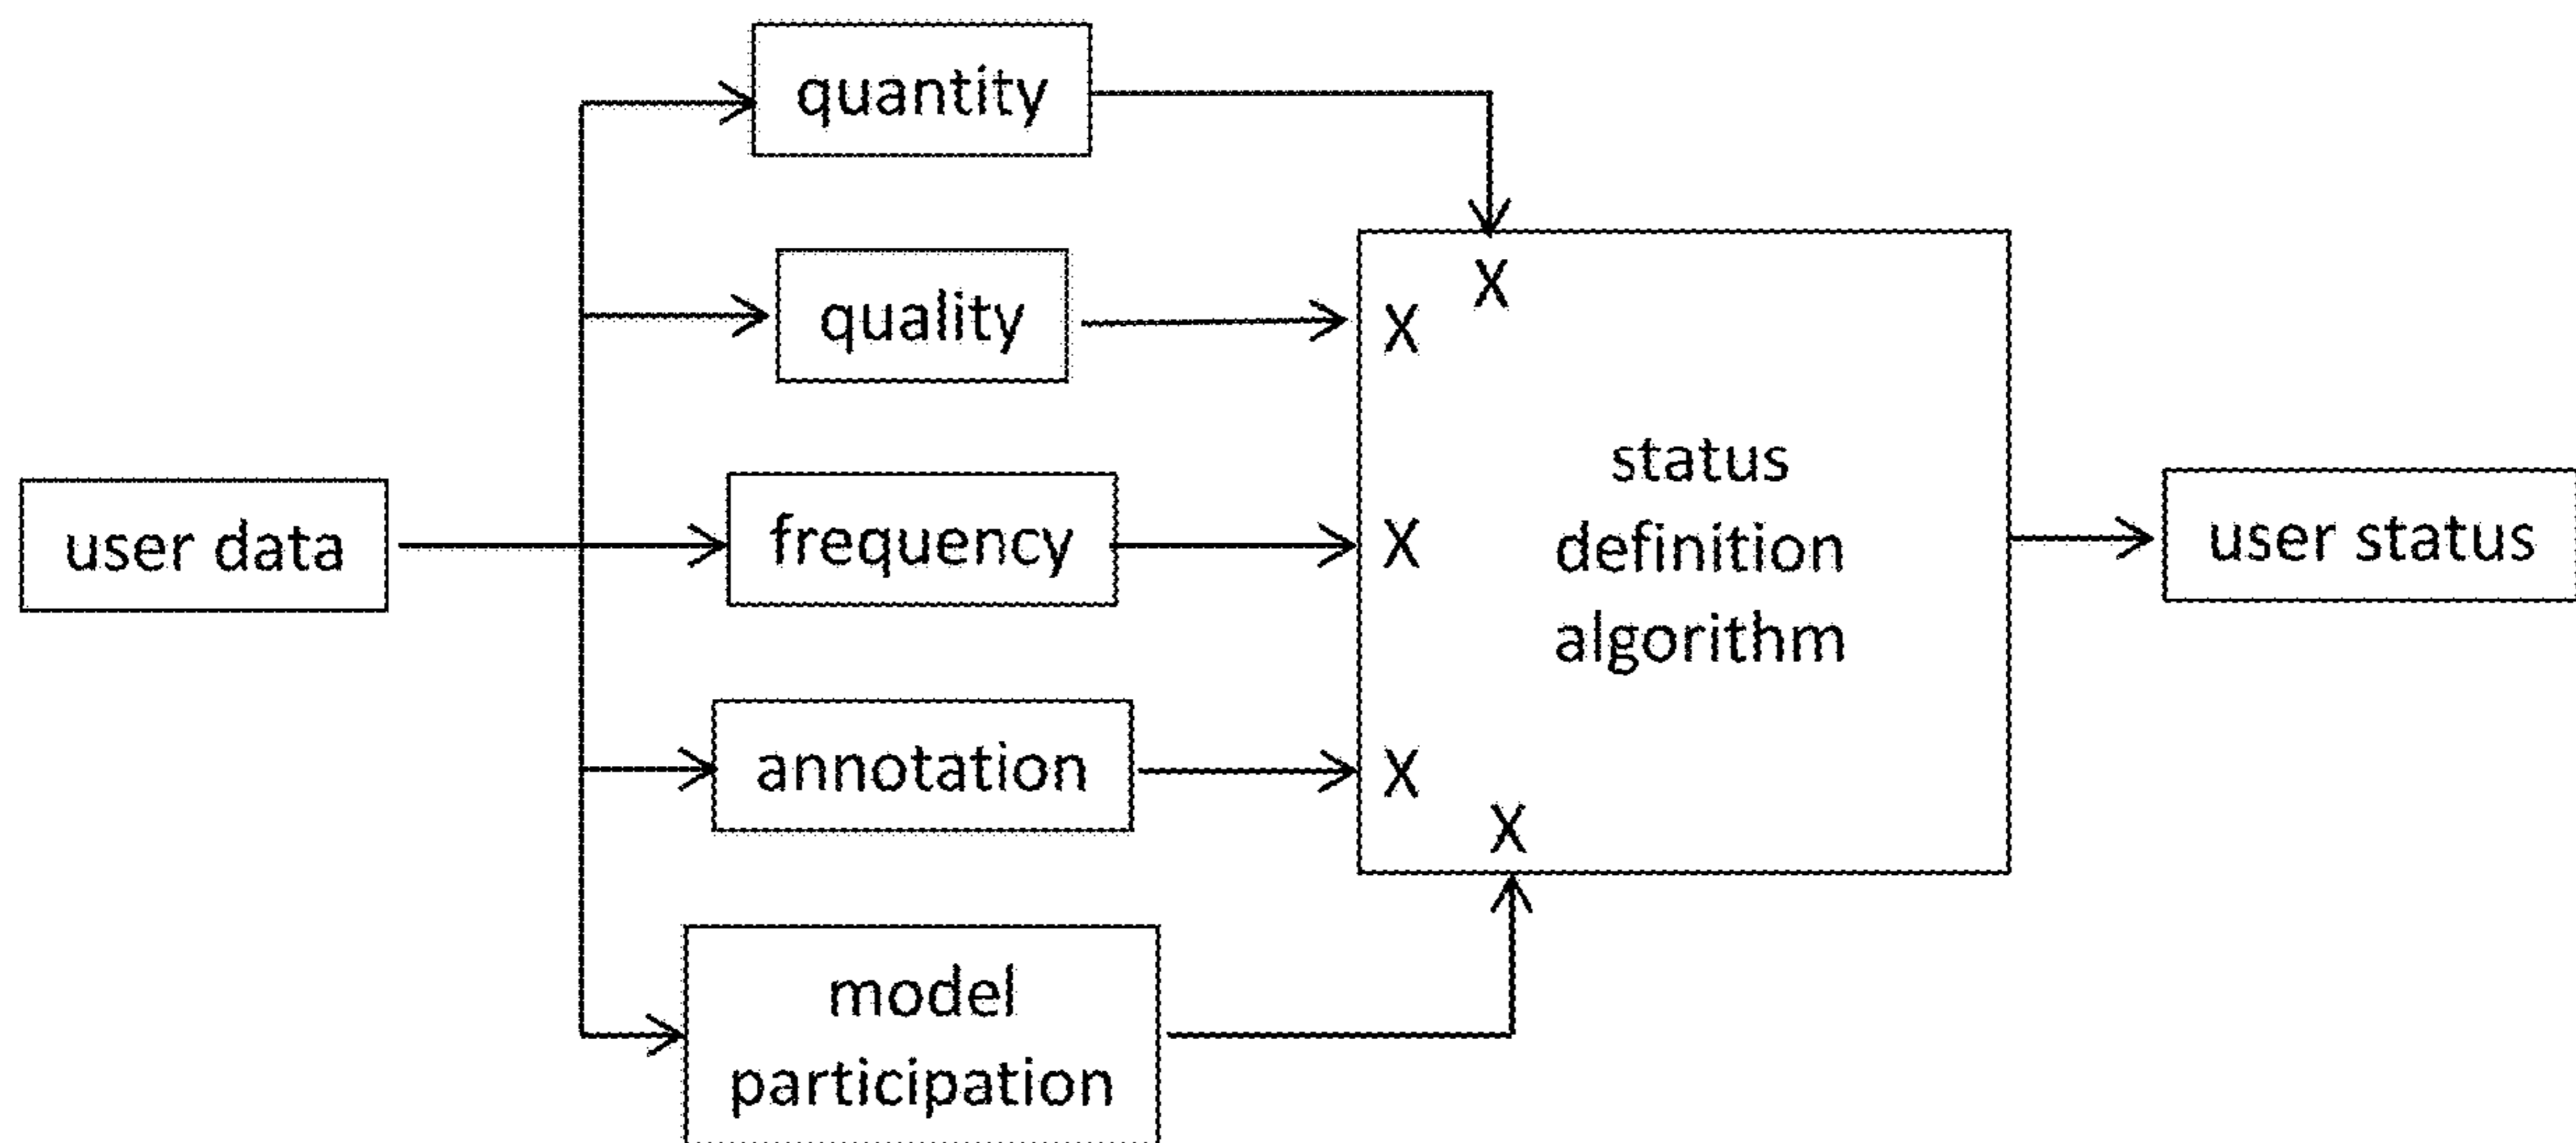 quantity
X
quality
X
user data
frequency
X
status
definition
algorithm
user status
annotation
X
X
model
participation